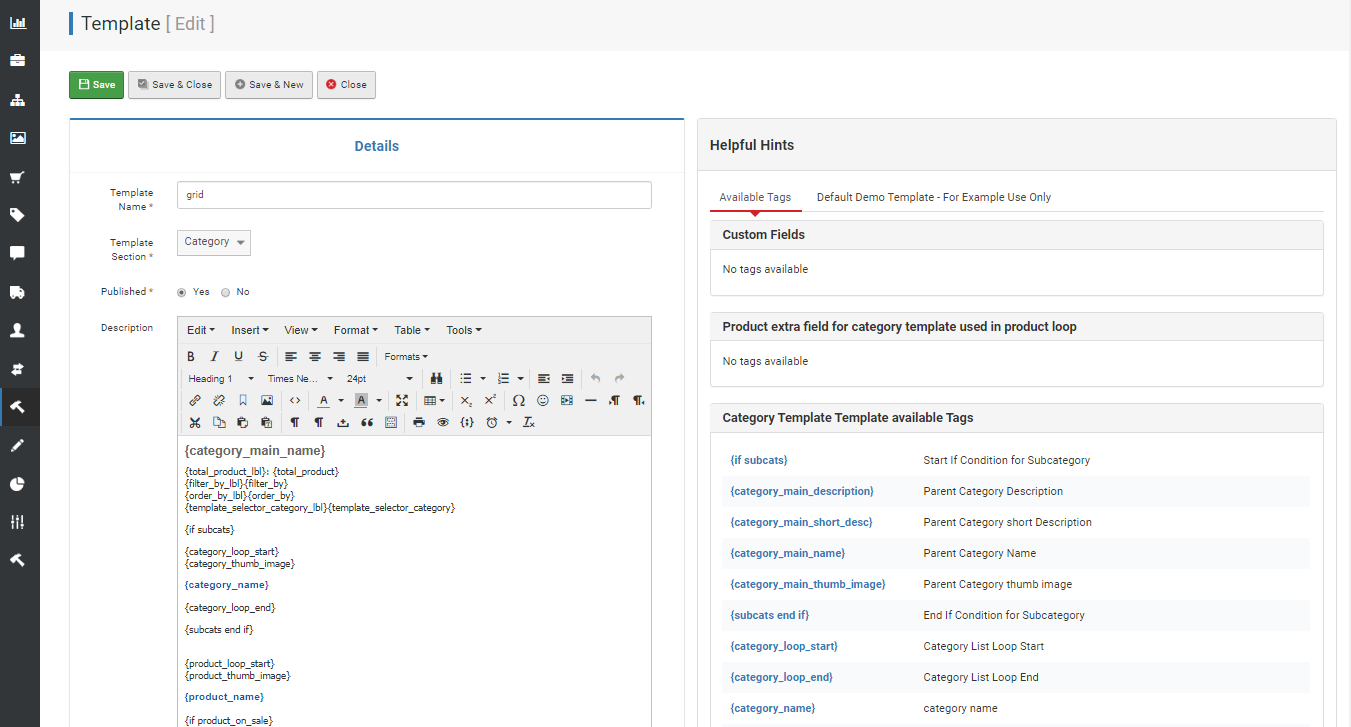 Template [ Edit ]
Save
Save & Close
Save & New
Close
Details
Template
Name *
grid
Template
Section *
Category
Published *
Yes
No
Description
Edit
Insert
View
Format
Table
Tools
B I U S
Formats
Heading 1
Times Ne...
24pt
{category_main_name}
{total_product_lbl}: {total_product}
{filter_by_lbl}{filter_by}
{order_by_lbl}{order_by}
{template_selector_category_lbl}{template_selector_category}
{if subcats}
{category_loop_start}
{category_thumb_image}
{category_name}
{category_loop_end}
{subcats end if}
{product_loop_start}
{product_thumb_image}
{product_name}
{if product_on_sale}
Helpful Hints
Available Tags
Default Demo Template - For Example Use Only
Custom Fields
No tags available
Product extra field for category template used in product loop
No tags available
Category Template Template available Tags
{if subcats} Start If Condition for Subcategory
{category_main_description} Parent Category Description
{category_main_short_desc} Parent Category short Description
{category_main_name} Parent Category Name
{category_main_thumb_image} Parent Category thumb image
{subcats end if} End If Condition for Subcategory
{category_loop_start} Category List Loop Start
{category_loop_end} Category List Loop End
{category_name} category name